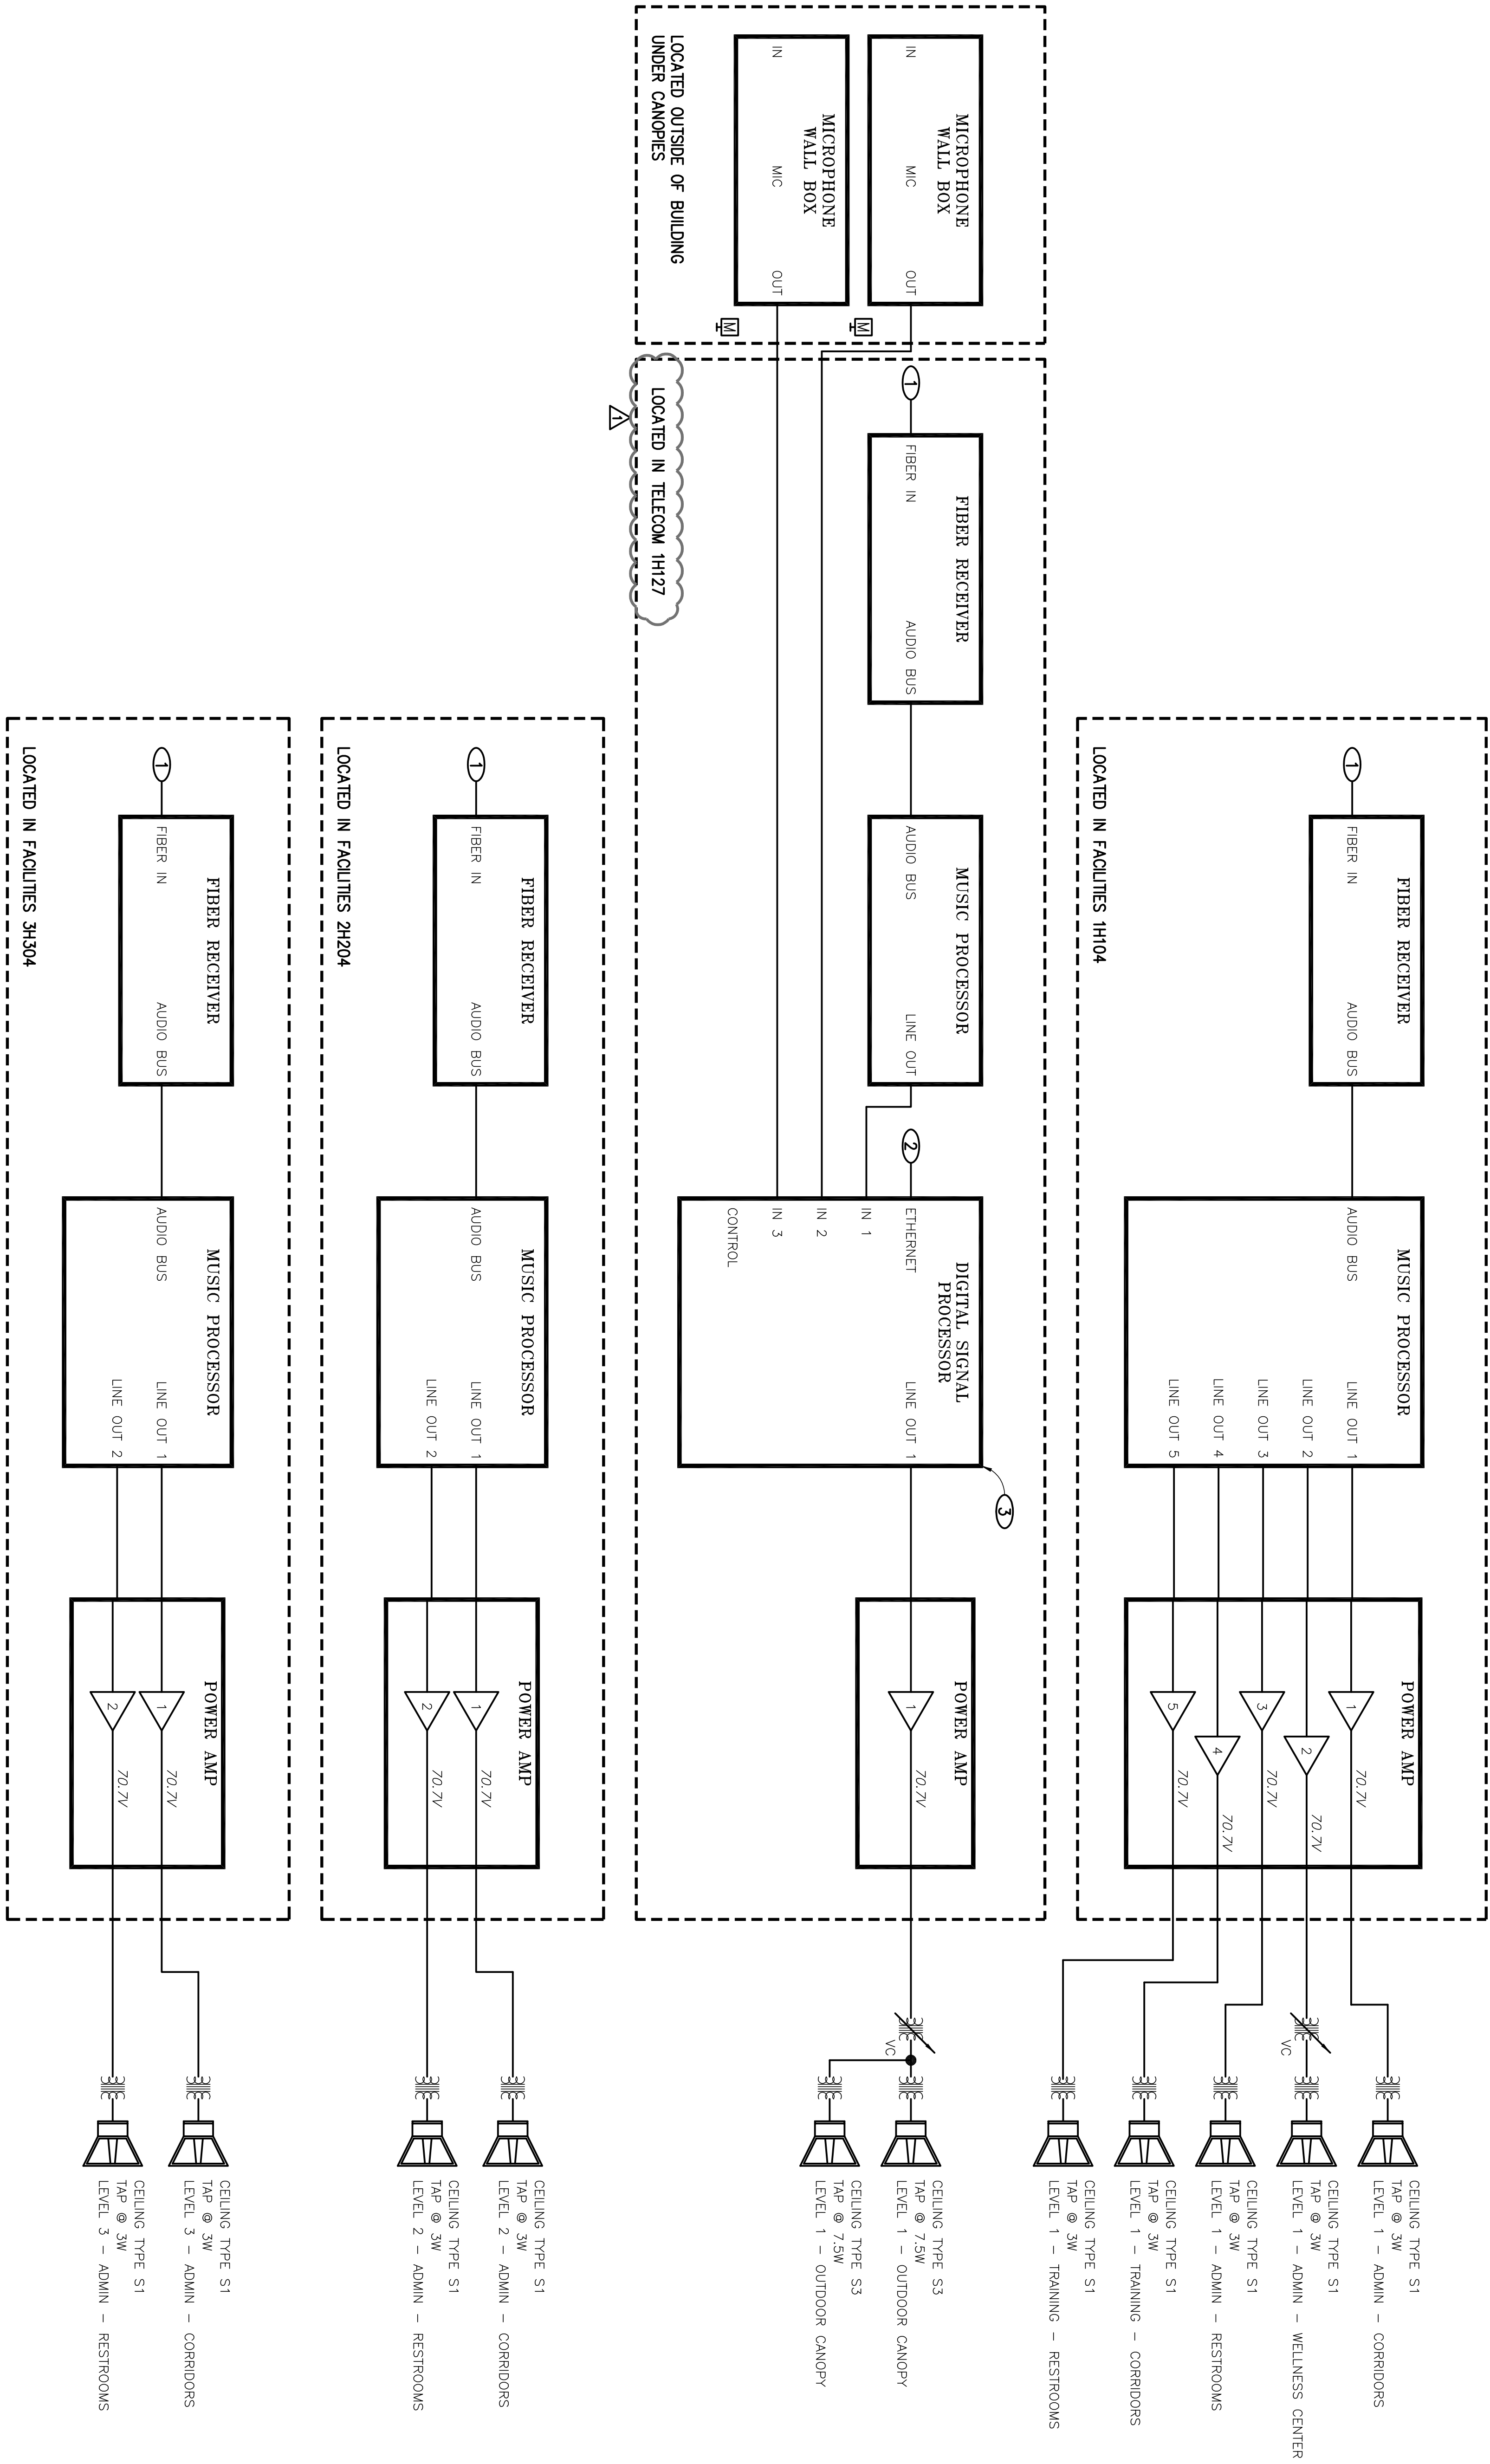 LOCATED IN FACILITIES 1H104
1
FIBER RECEIVER
FIBER IN
AUDIO BUS
MUSIC PROCESSOR
AUDIO BUS
LINE OUT 1
LINE OUT 2
LINE OUT 3
LINE OUT 4
LINE OUT 5
POWER AMP
1
70.7V
2
70.7V
3
70.7V
4
70.7V
5
70.7V
CEILING TYPE S1
TAP @ 3W
LEVEL 1 - ADMIN - CORRIDORS
VC
CEILING TYPE S1
TAP @ 3W
LEVEL 1 - ADMIN - WELLNESS CENTER
CEILING TYPE S1
TAP @ 3W
LEVEL 1 - ADMIN - RESTROOMS
CEILING TYPE S1
TAP @ 3W
LEVEL 1 - TRAINING - CORRIDORS
CEILING TYPE S1
TAP @ 3W
LEVEL 1 - TRAINING - RESTROOMS
MICROPHONE
WALL BOX
IN
MIC
OUT
M
MICROPHONE
WALL BOX
IN
MIC
OUT
M
LOCATED OUTSIDE OF BUILDING
UNDER CANOPIES
1
FIBER RECEIVER
FIBER IN
AUDIO BUS
MUSIC PROCESSOR
AUDIO BUS
LINE OUT
2
DIGITAL SIGNAL
PROCESSOR
ETHERNET
LINE OUT 1
IN 1
IN 2
IN 3
CONTROL
3
POWER AMP
1
70.7V
VC
CEILING TYPE S3
TAP @ 7.5W
LEVEL 1 - OUTDOOR CANOPY
CEILING TYPE S3
TAP @ 7.5W
LEVEL 1 - OUTDOOR CANOPY
LOCATED IN TELECOM 1H127
1
1
FIBER RECEIVER
FIBER IN
AUDIO BUS
MUSIC PROCESSOR
AUDIO BUS
LINE OUT 1
LINE OUT 2
POWER AMP
1
70.7V
2
70.7V
CEILING TYPE S1
TAP @ 3W
LEVEL 2 - ADMIN - CORRIDORS
CEILING TYPE S1
TAP @ 3W
LEVEL 2 - ADMIN - RESTROOMS
LOCATED IN FACILITIES 2H204
1
FIBER RECEIVER
FIBER IN
AUDIO BUS
MUSIC PROCESSOR
AUDIO BUS
LINE OUT 1
LINE OUT 2
POWER AMP
1
70.7V
2
70.7V
CEILING TYPE S1
TAP @ 3W
LEVEL 3 - ADMIN - CORRIDORS
CEILING TYPE S1
TAP @ 3W
LEVEL 3 - ADMIN - RESTROOMS
LOCATED IN FACILITIES 3H304